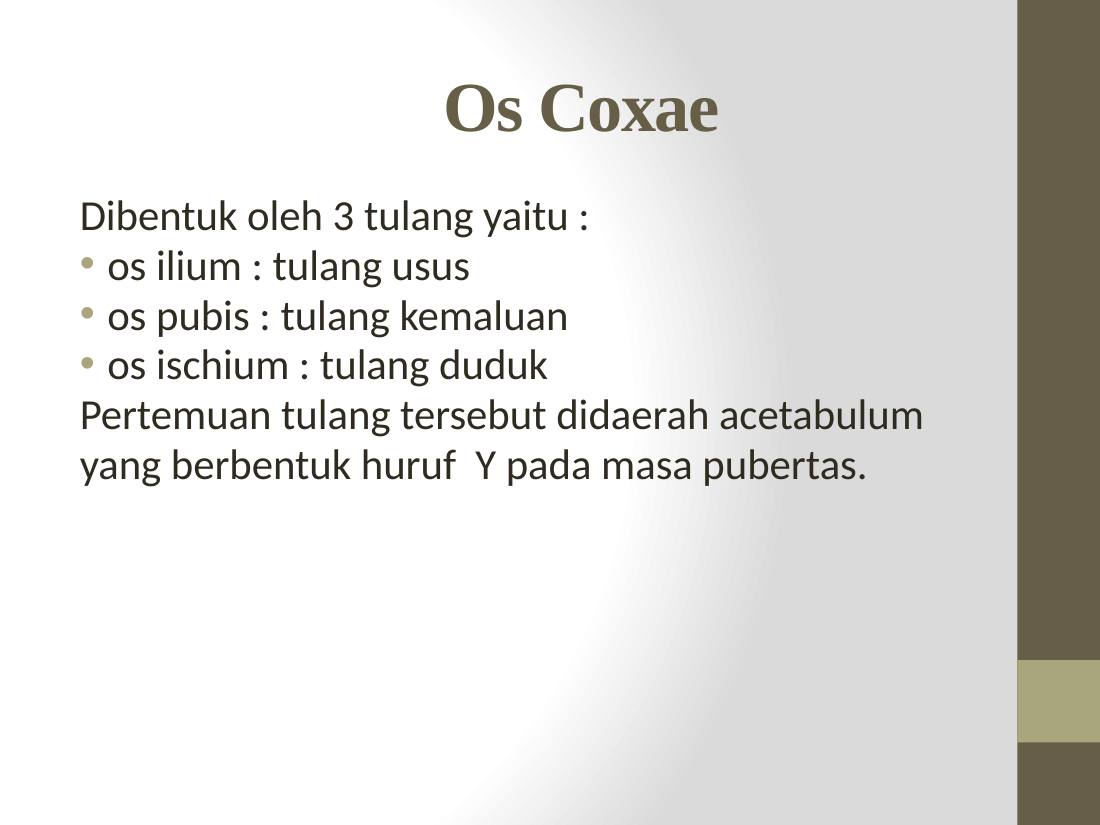 Os Coxae
Dibentuk oleh 3 tulang yaitu :
• os ilium : tulang usus
• os pubis : tulang kemaluan
• os ischium : tulang duduk
Pertemuan tulang tersebut didaerah acetabulum
yang berbentuk huruf  Y pada masa pubertas.